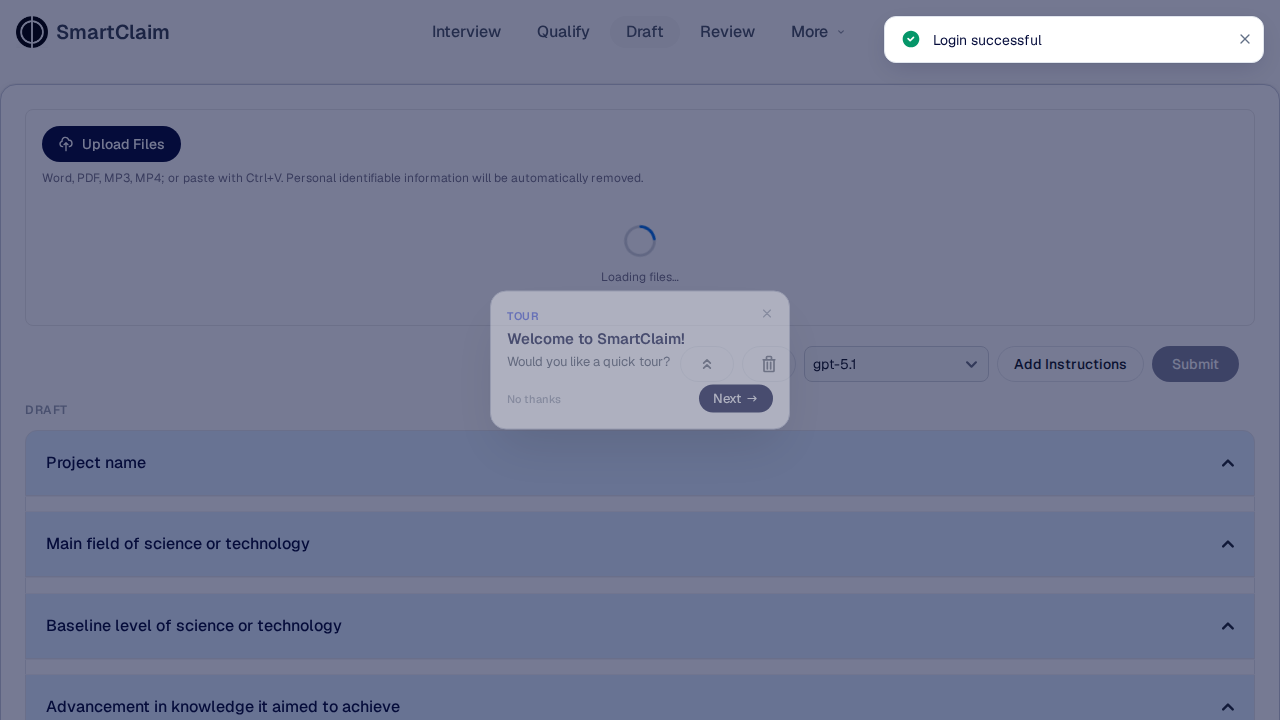 SmartClaim
Interview
Qualify
Draft
Review
More
Login successful
Upload Files
Word, PDF, MP3, MP4; or paste with Ctrl+V. Personal identifiable information will be automatically removed.
Loading files...
TOUR
Welcome to SmartClaim!
Would you like a quick tour?
No thanks
Next →
gpt-5.1
Add Instructions
Submit
DRAFT
Project name
Main field of science or technology
Baseline level of science or technology
Advancement in knowledge it aimed to achieve